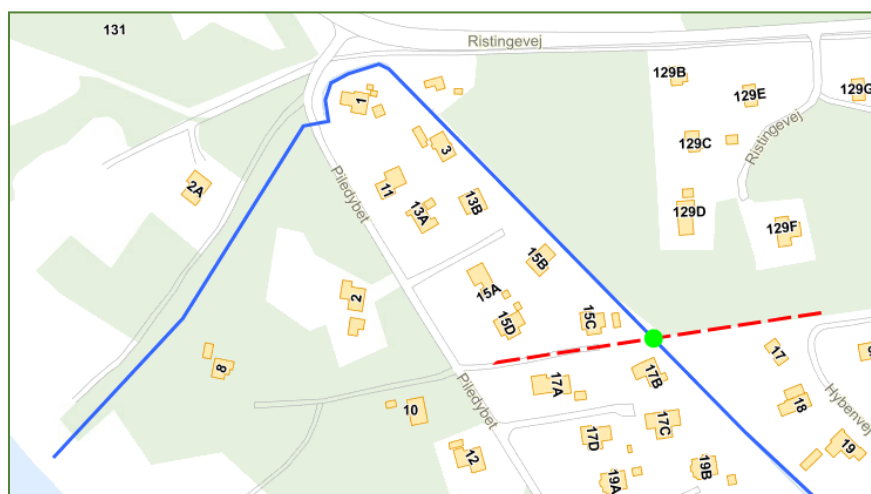 131
Ristingevej
129B
129E
129G
1
129C
Ristingevej
3
2A
Piledybet
11
13A
13B
129D
129F
15B
15A
2
15C
15D
17
8
17B
17A
Hybenvej
Piledybet
10
18
17C
17D
19
12
19B
19A